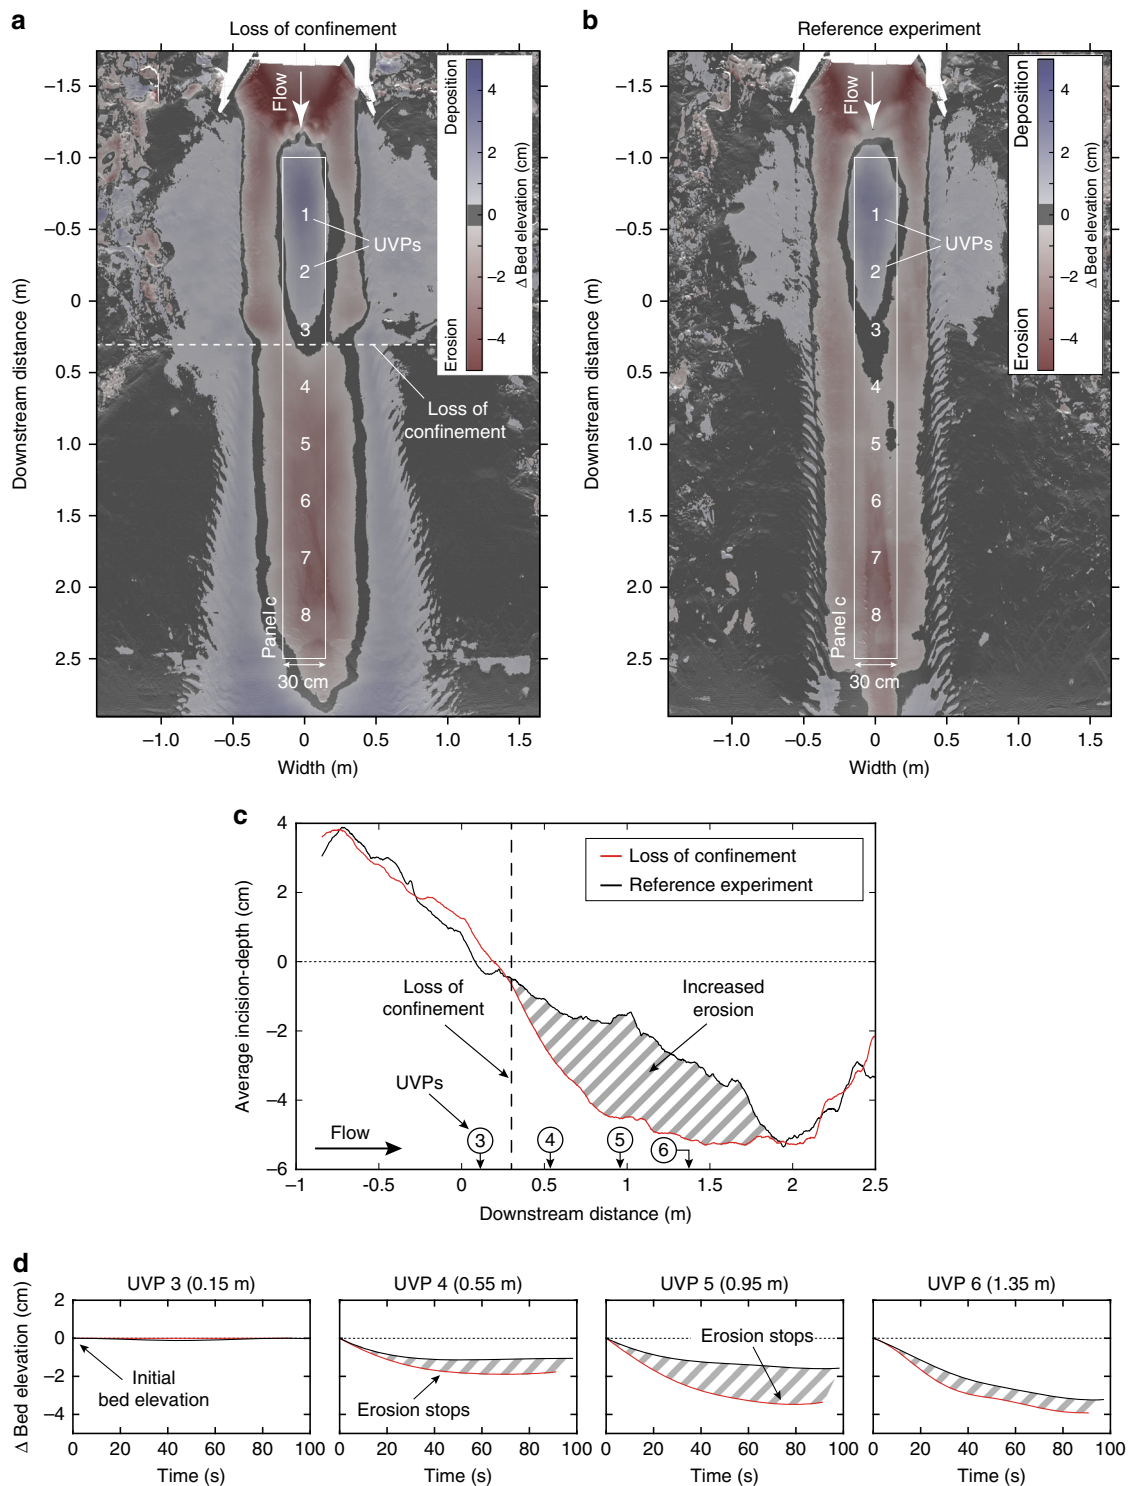 a
Loss of confinement
−1.5
−1.0
−0.5
0
0.5
1.0
1.5
2.0
2.5
Downstream distance (m)
Flow
1
2
3
4
5
6
7
8
UVPs
Loss of
confinement
Panel c
30 cm
Deposition
Erosion
4
2
0
−2
−4
Δ Bed elevation (cm)
−1.0
−0.5
0
0.5
1.0
1.5
Width (m)
b
Reference experiment
−1.5
−1.0
−0.5
0
0.5
1.0
1.5
2.0
2.5
Downstream distance (m)
Flow
1
2
3
4
5
6
7
8
UVPs
Panel c
30 cm
Deposition
Erosion
4
2
0
−2
−4
Δ Bed elevation (cm)
−1.0
−0.5
0
0.5
1.0
1.5
Width (m)
c
4
2
0
−2
−4
−6
Average incision-depth (cm)
Loss of confinement
Reference experiment
Loss of
confinement
Increased
erosion
UVPs
Flow
3
4
5
6
−1
-0.5
0
0.5
1
1.5
2
2.5
Downstream distance (m)
d
Δ Bed elevation (cm)
UVP 3 (0.15 m)
2
0
−2
−4
Initial
bed elevation
0
20
40
60
80
100
Time (s)
UVP 4 (0.55 m)
Erosion stops
0
20
40
60
80
100
Time (s)
UVP 5 (0.95 m)
Erosion stops
0
20
40
60
80
100
Time (s)
UVP 6 (1.35 m)
0
20
40
60
80
100
Time (s)